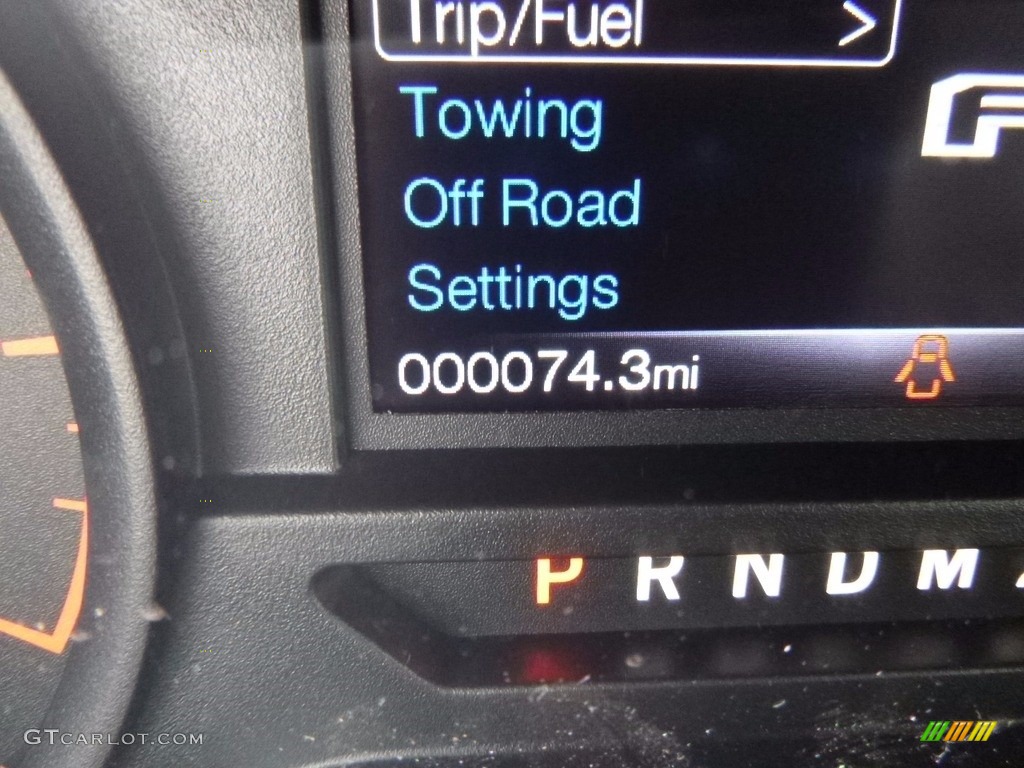 Trip/Fuel >
Towing
Off Road
Settings
000074.3mi
P R N D M
GTCARLOT.COM